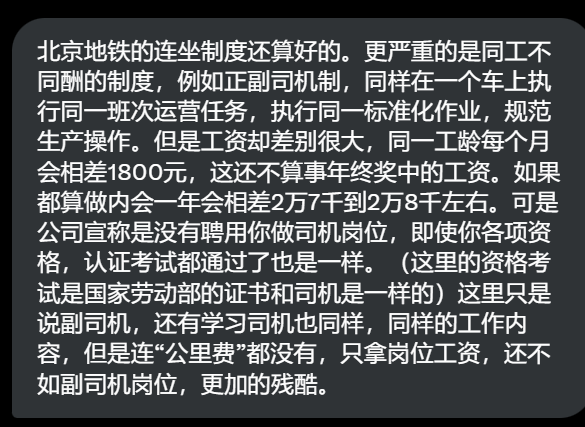 北京地铁的连坐制度还算好的。更严重的是同工不
同酬的制度，例如正副司机制，同样在一个车上执
行同一班次运营任务，执行同一标准化作业，规范
生产操作。但是工资却差别很大，同一工龄每个月
会相差1800元，这还不算事年终奖中的工资。如果
都算做内会一年会相差2万7千到2万8千左右。可是
公司宣称是没有聘用你做司机岗位，即使你各项资
格，认证考试都通过了也是一样。（这里的资格考
试是国家劳动部的证书和司机是一样的）这里只是
说副司机，还有学习司机也同样，同样的工作内
容，但是连“公里费”都没有，只拿岗位工资，还不
如副司机岗位，更加的残酷。